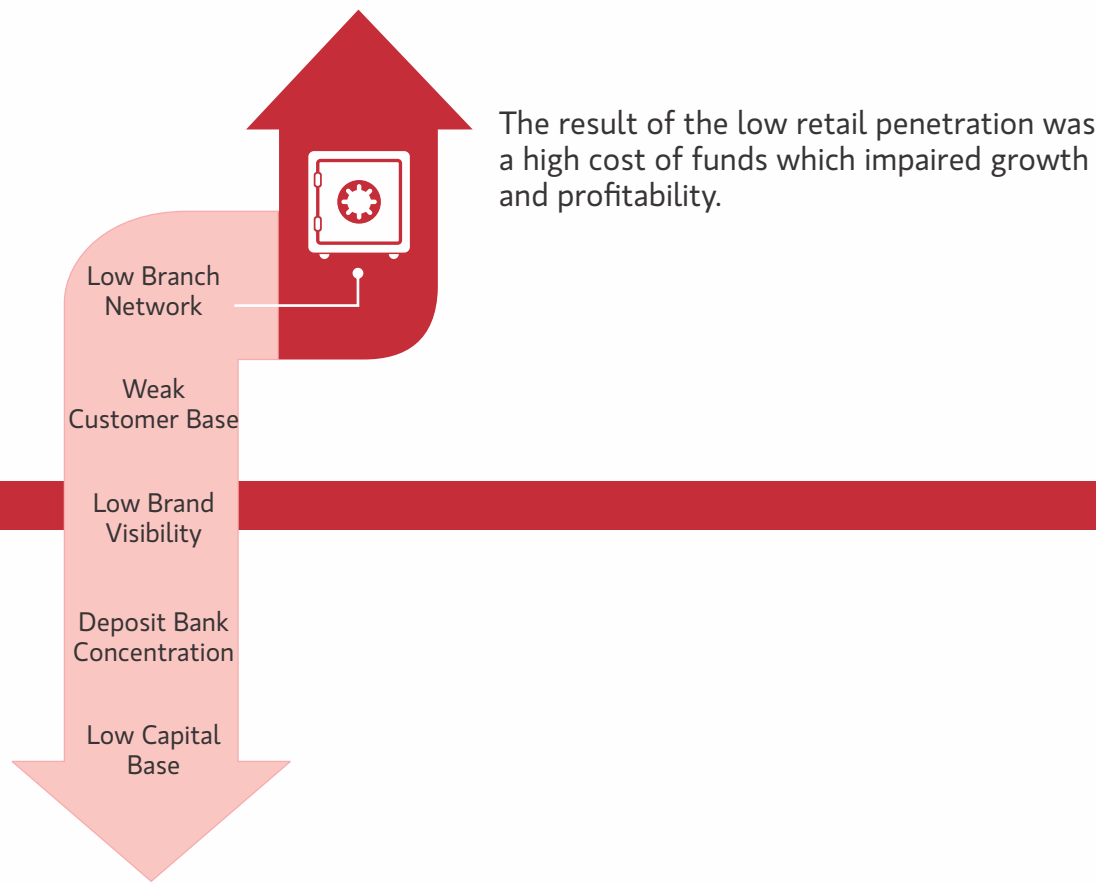 The result of the low retail penetration was
a high cost of funds which impaired growth
and profitability.
Low Branch
Network
Weak
Customer Base
Low Brand
Visibility
Deposit Bank
Concentration
Low Capital
Base